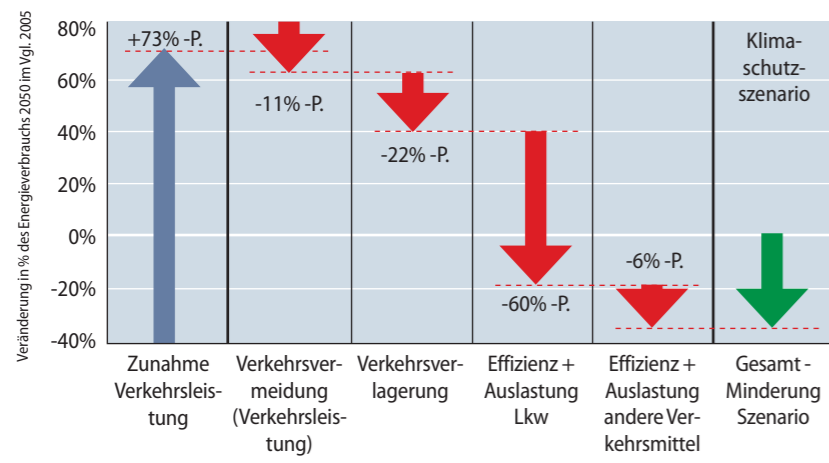 Veränderung in % des Energieverbrauchs 2050 im Vgl. 2005
80%
60%
40%
20%
0%
-20%
-40%
+73% -P.
-11% -P.
-22% -P.
-60% -P.
-6% -P.
Klima-
schutz-
szenario
Zunahme
Verkehrsleis-
tung
Verkehrsver-
meidung
(Verkehrsleis-
tung)
Verkehrsver-
lagerung
Effizienz +
Auslastung
Lkw
Effizienz +
Auslastung
andere Ver-
kehrsmittel
Gesamt -
Minderung
Szenario